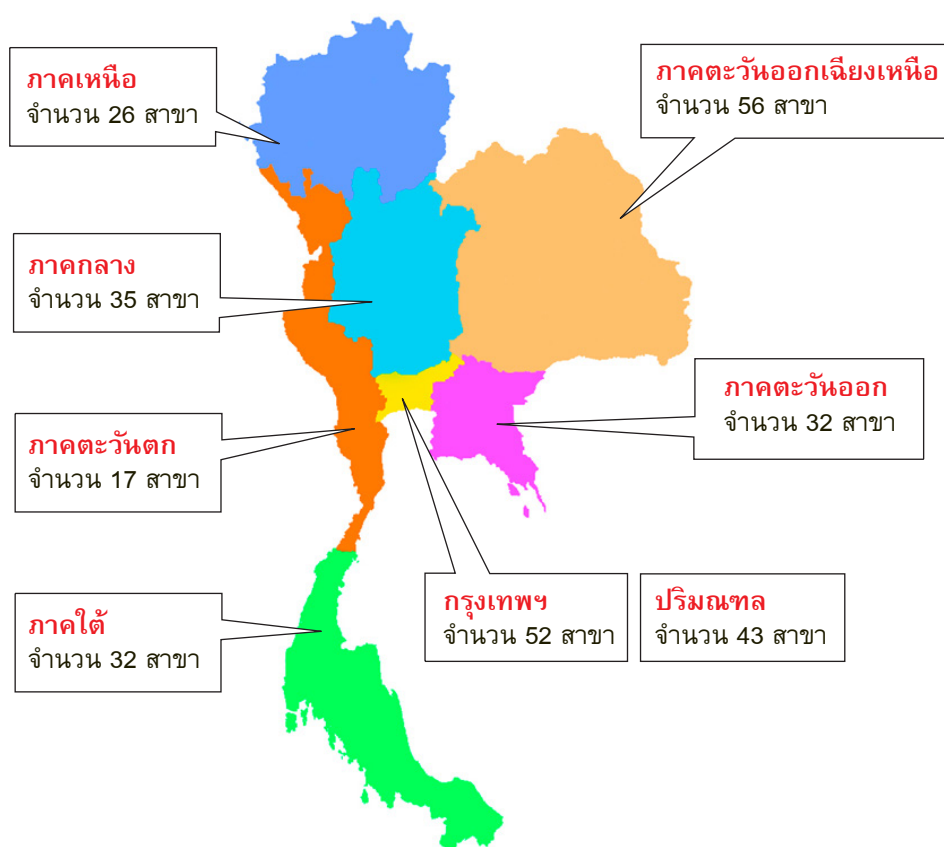 ภาคเหนือ
จำนวน 26 สาขา
ภาคตะวันออกเฉียงเหนือ
จำนวน 56 สาขา
ภาคกลาง
จำนวน 35 สาขา
ภาคตะวันออก
จำนวน 32 สาขา
ภาคตะวันตก
จำนวน 17 สาขา
ภาคใต้
จำนวน 32 สาขา
กรุงเทพฯ
จำนวน 52 สาขา
ปริมณฑล
จำนวน 43 สาขา